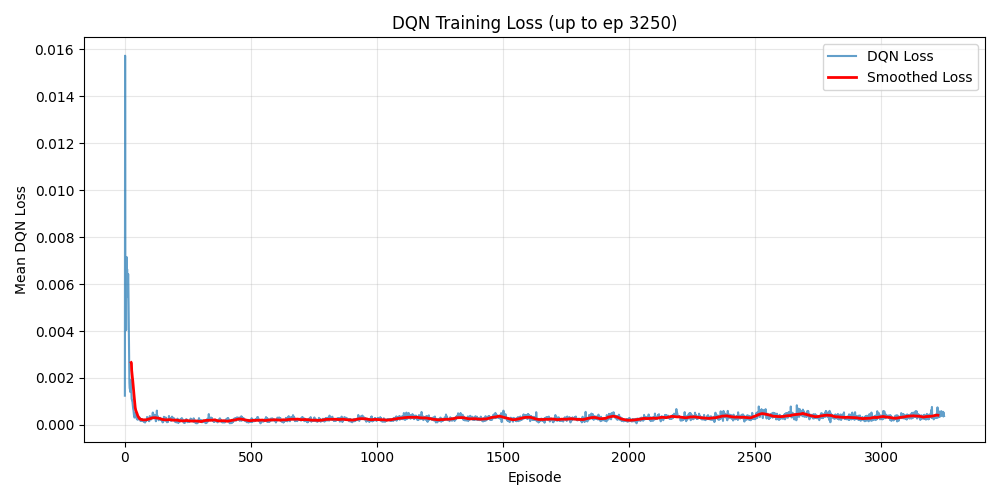 DQN Training Loss (up to ep 3250)
DQN Loss
Smoothed Loss
Mean DQN Loss
0.016
0.014
0.012
0.010
0.008
0.006
0.004
0.002
0.000
0 500 1000 1500 2000 2500 3000
Episode